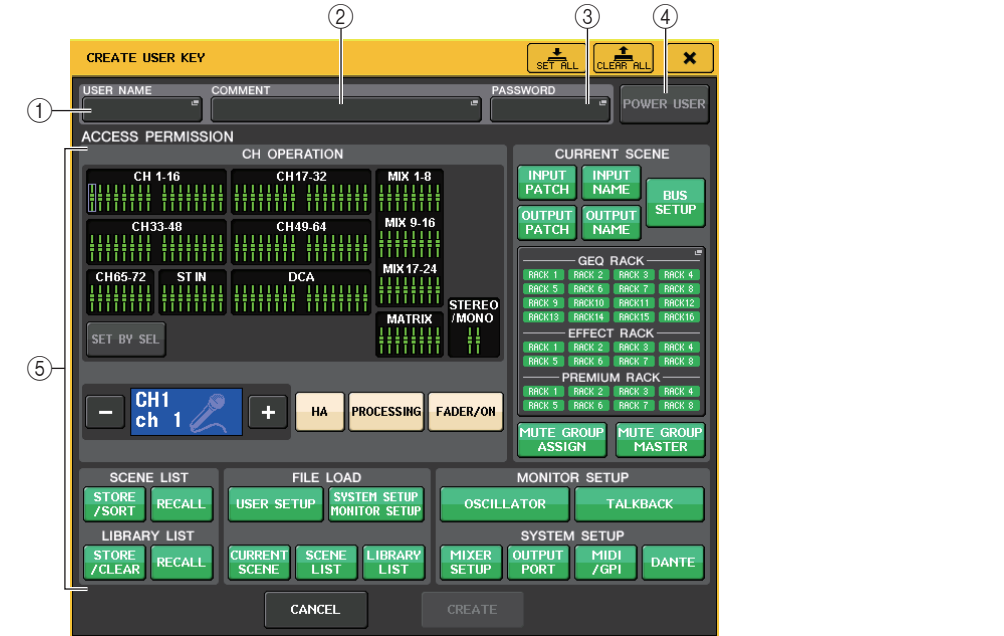 ② ③ ④
CREATE USER KEY
SET ALL
CLEAR ALL
①
USER NAME
COMMENT
PASSWORD
POWER USER
ACCESS PERMISSION
⑤
CH OPERATION
CH 1-16
CH17-32
MIX 1-8
CH33-48
CH49-64
MIX 9-16
CH65-72
ST IN
DCA
MIX 17-24
MATRIX
STEREO
/MONO
SET BY SEL
CH1
ch 1
HA
PROCESSING
FADER/ON
CURRENT SCENE
INPUT
PATCH
INPUT
NAME
BUS
SETUP
OUTPUT
PATCH
OUTPUT
NAME
GEQ RACK
RACK 1 RACK 2 RACK 3 RACK 4
RACK 5 RACK 6 RACK 7 RACK 8
RACK 9 RACK10 RACK11 RACK12
RACK13 RACK14 RACK15 RACK16
EFFECT RACK
RACK 1 RACK 2 RACK 3 RACK 4
RACK 5 RACK 6 RACK 7 RACK 8
PREMIUM RACK
RACK 1 RACK 2 RACK 3 RACK 4
RACK 5 RACK 6 RACK 7 RACK 8
MUTE GROUP
ASSIGN
MUTE GROUP
MASTER
SCENE LIST
STORE
/SORT
RECALL
LIBRARY LIST
STORE
/CLEAR
RECALL
FILE LOAD
USER SETUP
SYSTEM SETUP
MONITOR SETUP
CURRENT
SCENE
SCENE
LIST
LIBRARY
LIST
MONITOR SETUP
OSCILLATOR
TALKBACK
SYSTEM SETUP
MIXER
SETUP
OUTPUT
PORT
MIDI
/GPI
DANTE
CANCEL
CREATE